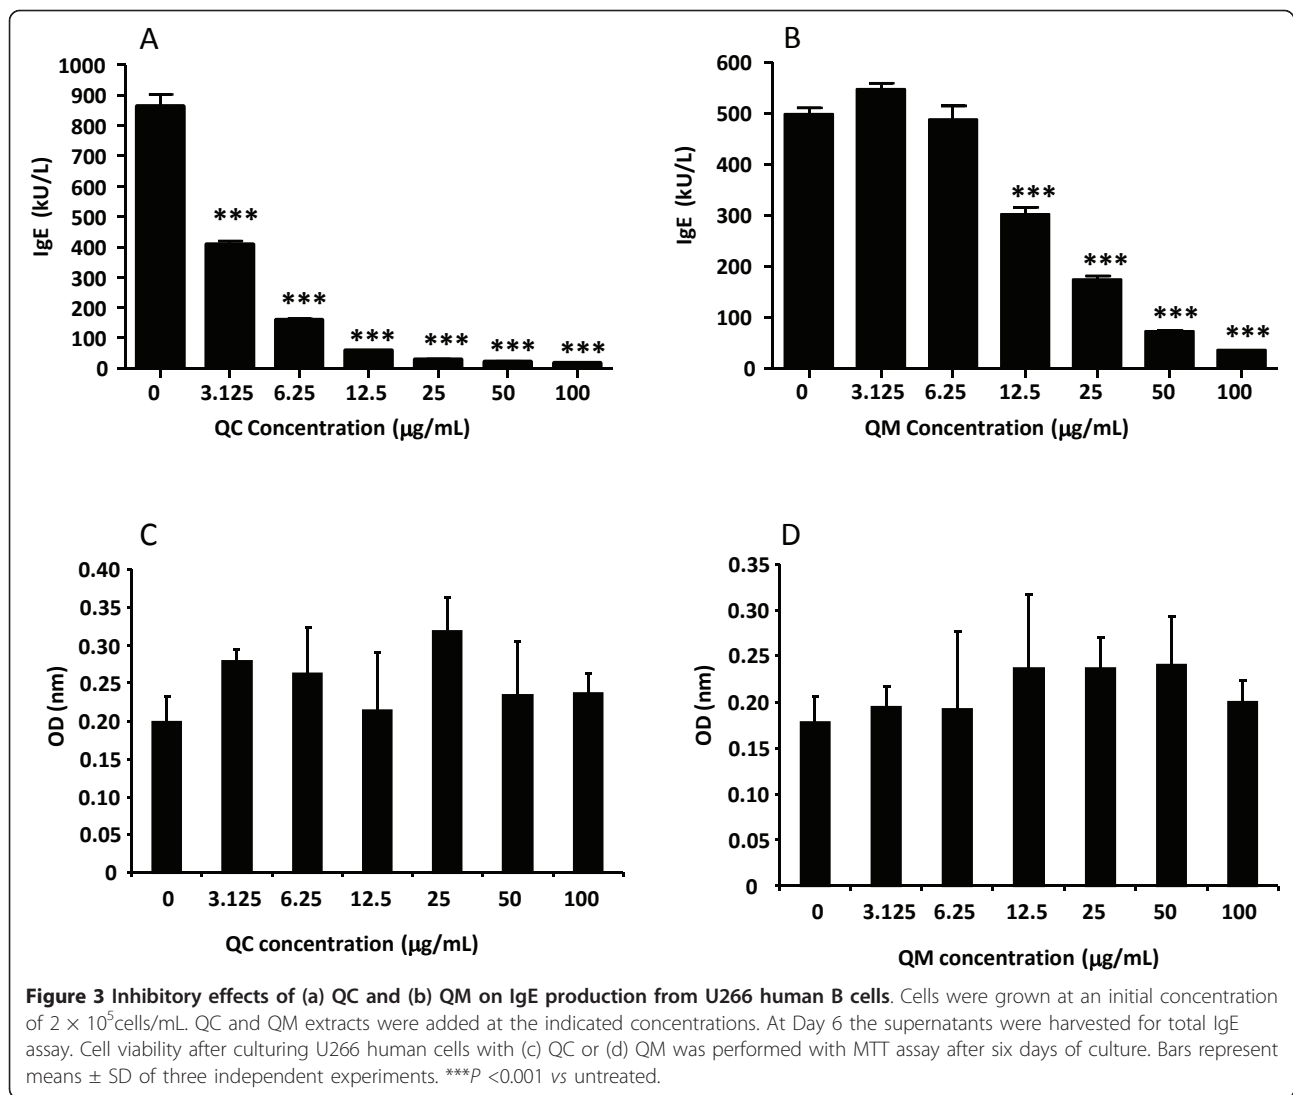 A
1000
900
800
700
600
500
400
300
200
100
0
IgE (kU/L)
***
***
***
***
***
***
0 3.125 6.25 12.5 25 50 100
QC Concentration (µg/mL)
B
600
500
400
300
200
100
0
IgE (kU/L)
***
***
***
***
0 3.125 6.25 12.5 25 50 100
QM Concentration (µg/mL)
C
0.40
0.35
0.30
0.25
0.20
0.15
0.10
0.05
0
OD (nm)
0 3.125 6.25 12.5 25 50 100
QC concentration (µg/mL)
D
0.35
0.30
0.25
0.20
0.15
0.10
0.05
0
OD (nm)
0 3.125 6.25 12.5 25 50 100
QM concentration (µg/mL)
Figure 3 Inhibitory effects of (a) QC and (b) QM on IgE production from U266 human B cells. Cells were grown at an initial concentration
of 2 × 10⁵cells/mL. QC and QM extracts were added at the indicated concentrations. At Day 6 the supernatants were harvested for total IgE
assay. Cell viability after culturing U266 human cells with (c) QC or (d) QM was performed with MTT assay after six days of culture. Bars represent
means ± SD of three independent experiments. ***P <0.001 vs untreated.